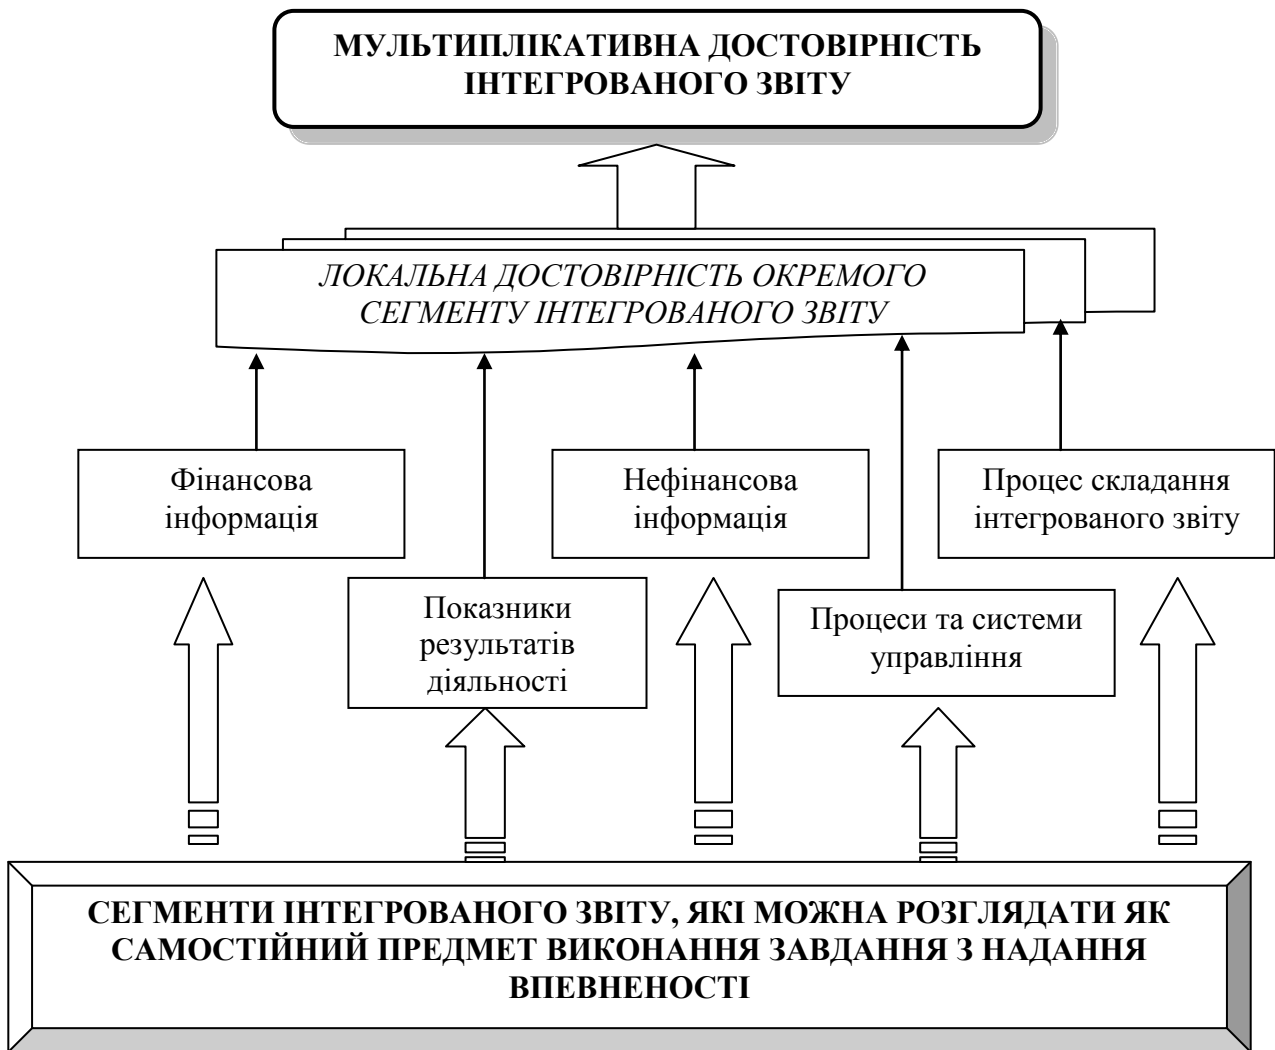 МУЛЬТИПЛІКАТИВНА ДОСТОВІРНІСТЬ
ІНТЕГРОВАНОГО ЗВІТУ
ЛОКАЛЬНА ДОСТОВІРНІСТЬ ОКРЕМОГО
СЕГМЕНТУ ІНТЕГРОВАНОГО ЗВІТУ
Фінансова
інформація
Нефінансова
інформація
Процес складання
інтегрованого звіту
Показники
результатів
діяльності
Процеси та системи
управління
СЕГМЕНТИ ІНТЕГРОВАНОГО ЗВІТУ, ЯКІ МОЖНА РОЗГЛЯДАТИ ЯК
САМОСТІЙНИЙ ПРЕДМЕТ ВИКОНАННЯ ЗАВДАННЯ З НАДАННЯ
ВПЕВНЕНОСТІ